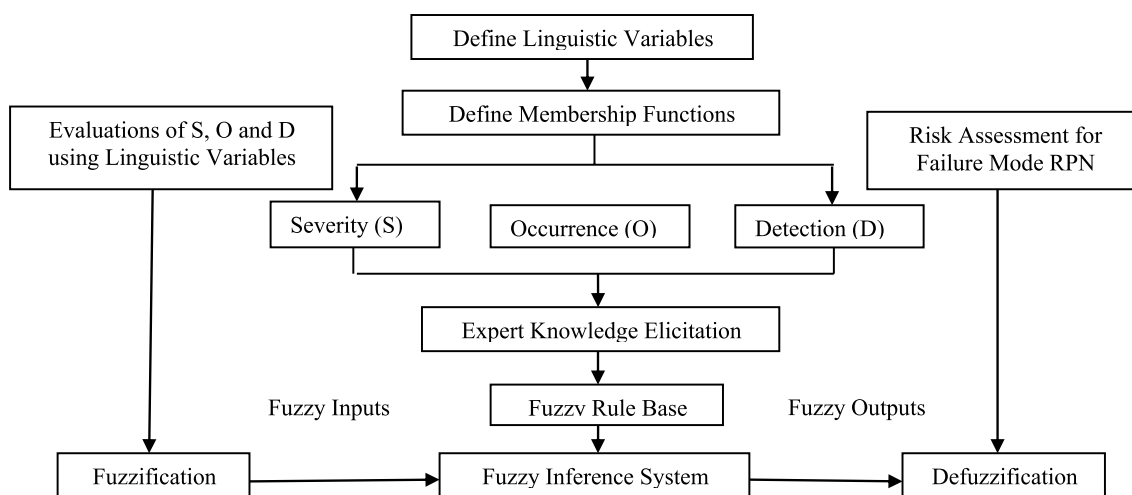 Define Linguistic Variables
Define Membership Functions
Evaluations of S, O and D
using Linguistic Variables
Risk Assessment for
Failure Mode RPN
Severity (S)
Occurrence (O)
Detection (D)
Expert Knowledge Elicitation
Fuzzy Inputs
Fuzzv Rule Base
Fuzzy Outputs
Fuzzification
Fuzzy Inference System
Defuzzification